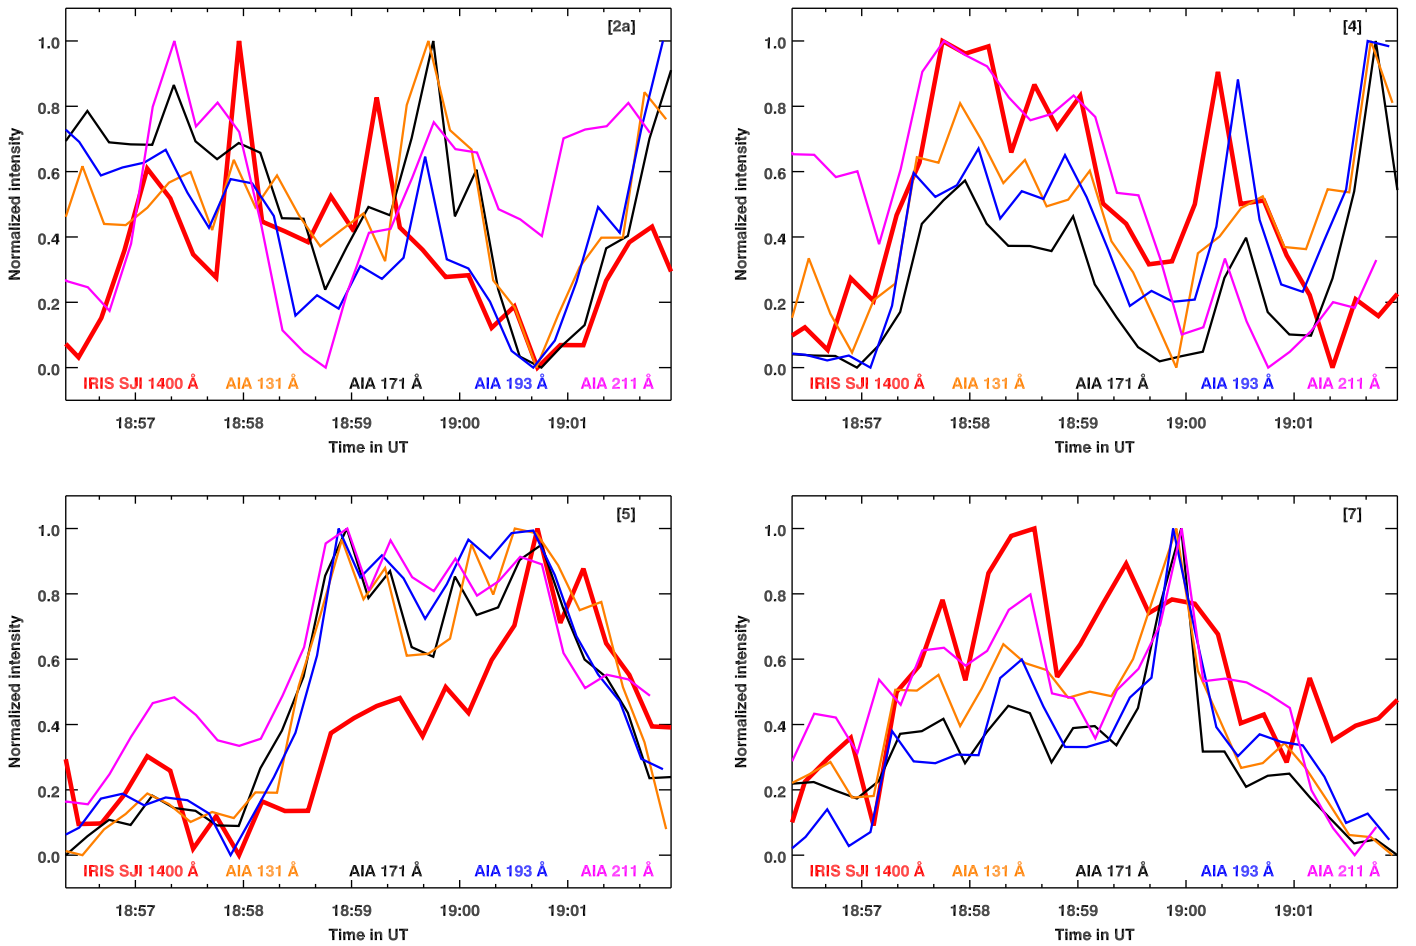 [2a]
Normalized intensity
1.0
0.8
0.6
0.4
0.2
0.0
IRIS SJI 1400 Å AIA 131 Å AIA 171 Å AIA 193 Å AIA 211 Å
18:57 18:58 18:59 19:00 19:01
Time in UT
[4]
Normalized intensity
1.0
0.8
0.6
0.4
0.2
0.0
IRIS SJI 1400 Å AIA 131 Å AIA 171 Å AIA 193 Å AIA 211 Å
18:57 18:58 18:59 19:00 19:01
Time in UT
[5]
Normalized intensity
1.0
0.8
0.6
0.4
0.2
0.0
IRIS SJI 1400 Å AIA 131 Å AIA 171 Å AIA 193 Å AIA 211 Å
18:57 18:58 18:59 19:00 19:01
Time in UT
[7]
Normalized intensity
1.0
0.8
0.6
0.4
0.2
0.0
IRIS SJI 1400 Å AIA 131 Å AIA 171 Å AIA 193 Å AIA 211 Å
18:57 18:58 18:59 19:00 19:01
Time in UT